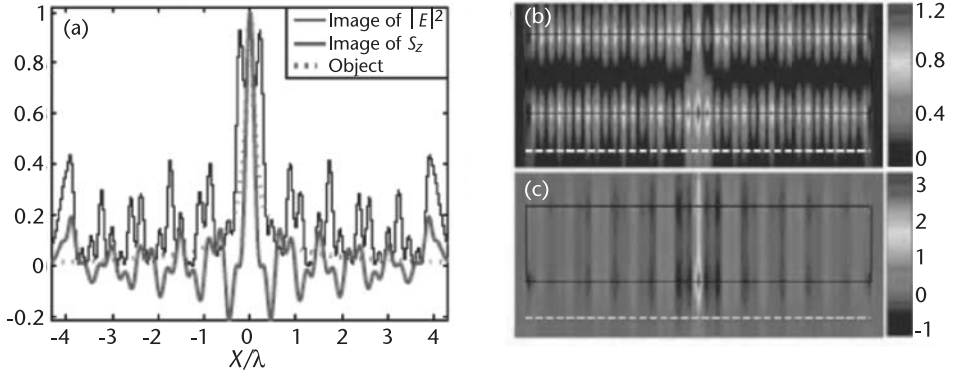 (a)
Image of |E|²
Image of S_z
Object
1
0.8
0.6
0.4
0.2
0
-0.2
-4 -3 -2 -1 0 1 2 3 4
X/λ
(b)
1.2
0.8
0.4
0
(c)
3
2
1
0
-1